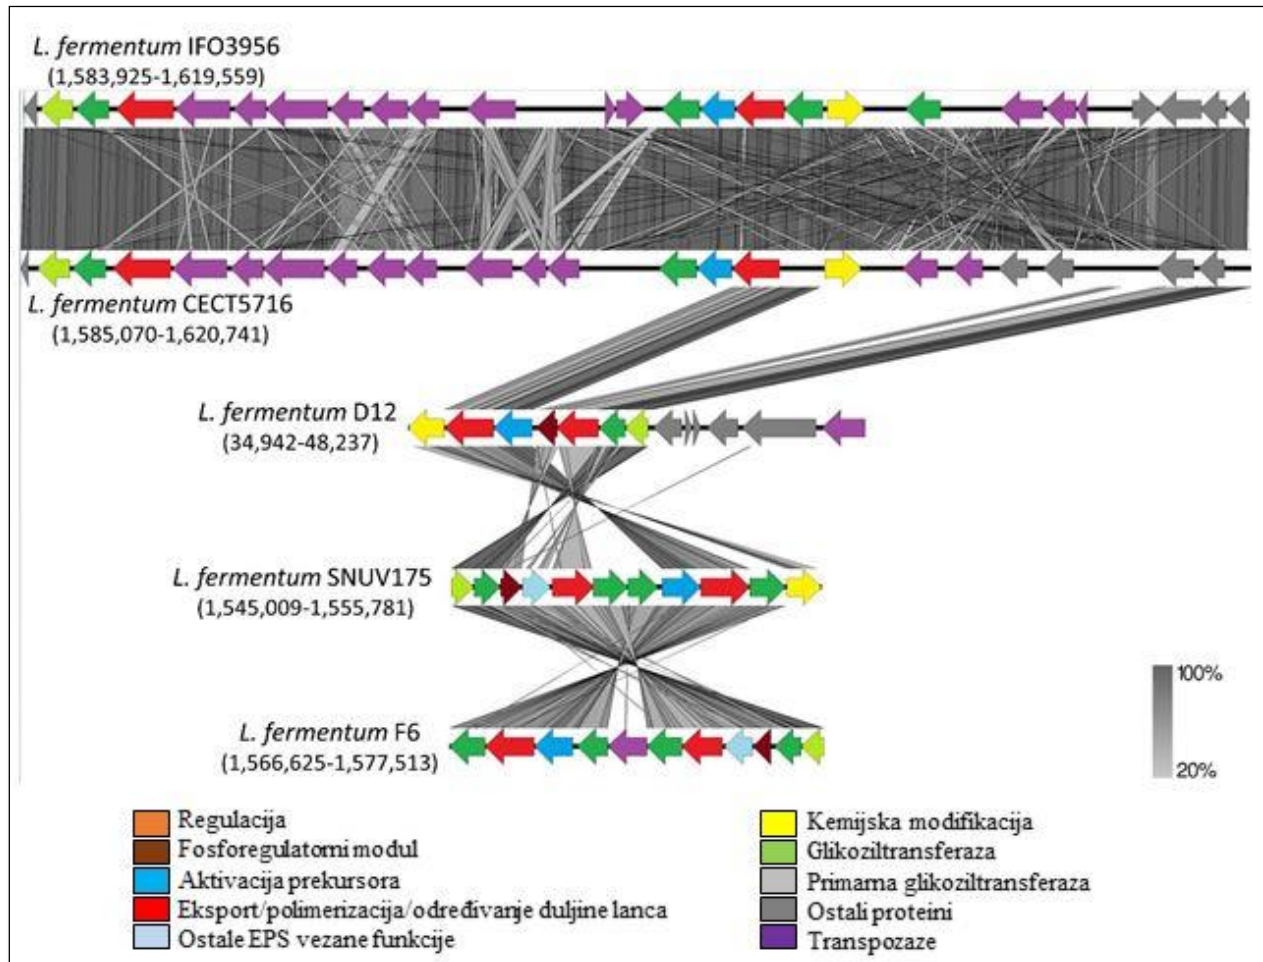 L. fermentum IFO3956
(1,583,925-1,619,559)
L. fermentum CECT5716
(1,585,070-1,620,741)
L. fermentum D12
(34,942-48,237)
L. fermentum SNUV175
(1,545,009-1,555,781)
L. fermentum F6
(1,566,625-1,577,513)
100%
20%
Regulacija
Fosforegulatorni modul
Aktivacija prekursora
Eksport/polimerizacija/određivanje duljine lanca
Ostale EPS vezane funkcije
Kemijska modifikacija
Glikoziltransferaza
Primarna glikoziltransferaza
Ostali proteini
Transpozaze